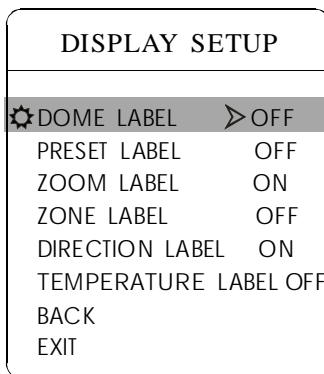 DISPLAY SETUP
DOME LABEL OFF
PRESET LABEL OFF
ZOOM LABEL ON
ZONE LABEL OFF
DIRECTION LABEL ON
TEMPERATURE LABEL OFF
BACK
EXIT